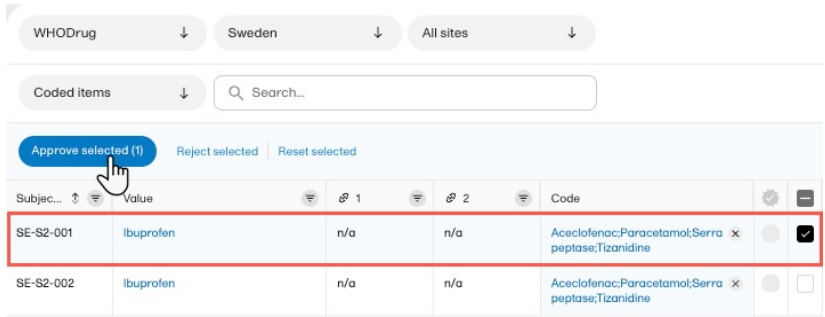 WHODrug Sweden All sites
Coded items Search...
Approve selected (1) Reject selected Reset selected
Subjec... Value 1 2 Code
SE-S2-001 Ibuprofen n/a n/a Aceclofenac;Paracetamol;Serra
peptase;Tizanidine
SE-S2-002 Ibuprofen n/a n/a Aceclofenac;Paracetamol;Serra
peptase;Tizanidine